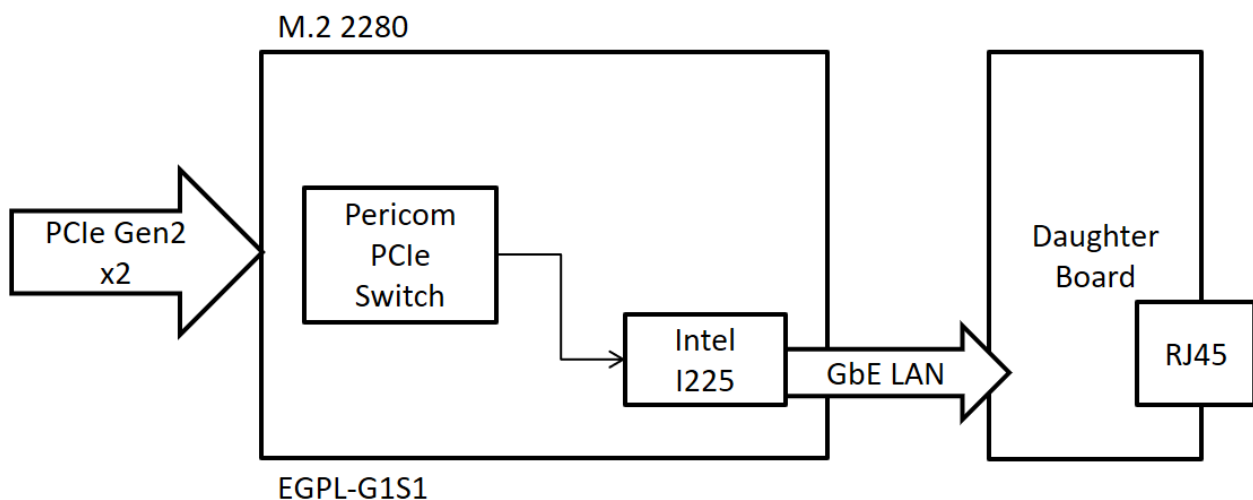 M.2 2280
PCIe Gen2
x2
Pericom
PCIe
Switch
Intel
I225
GbE LAN
Daughter
Board
RJ45
EGPL-G1S1